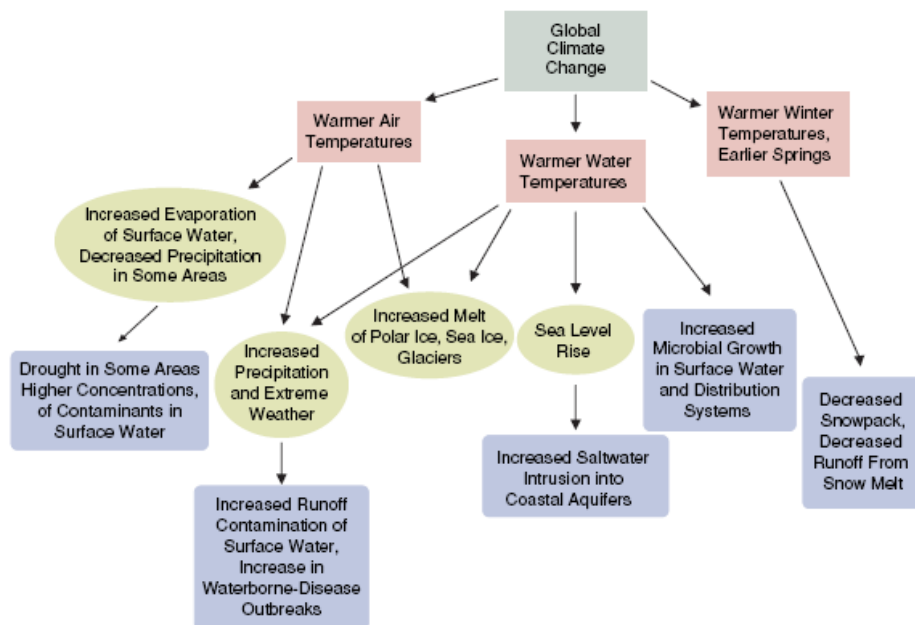 Global
Climate
Change
Warmer Air
Temperatures
Warmer Water
Temperatures
Warmer Winter
Temperatures,
Earlier Springs
Increased Evaporation
of Surface Water,
Decreased Precipitation
in Some Areas
Increased Precipitation
and Extreme
Weather
Increased Melt
of Polar Ice, Sea Ice,
Glaciers
Sea Level
Rise
Increased
Microbial Growth
in Surface Water
and Distribution
Systems
Drought in Some Areas
Higher Concentrations,
of Contaminants in
Surface Water
Increased Runoff
Contamination of
Surface Water,
Increase in
Waterborne-Disease
Outbreaks
Increased Saltwater
Intrusion into
Coastal Aquifers
Decreased
Snowpack,
Decreased
Runoff From
Snow Melt